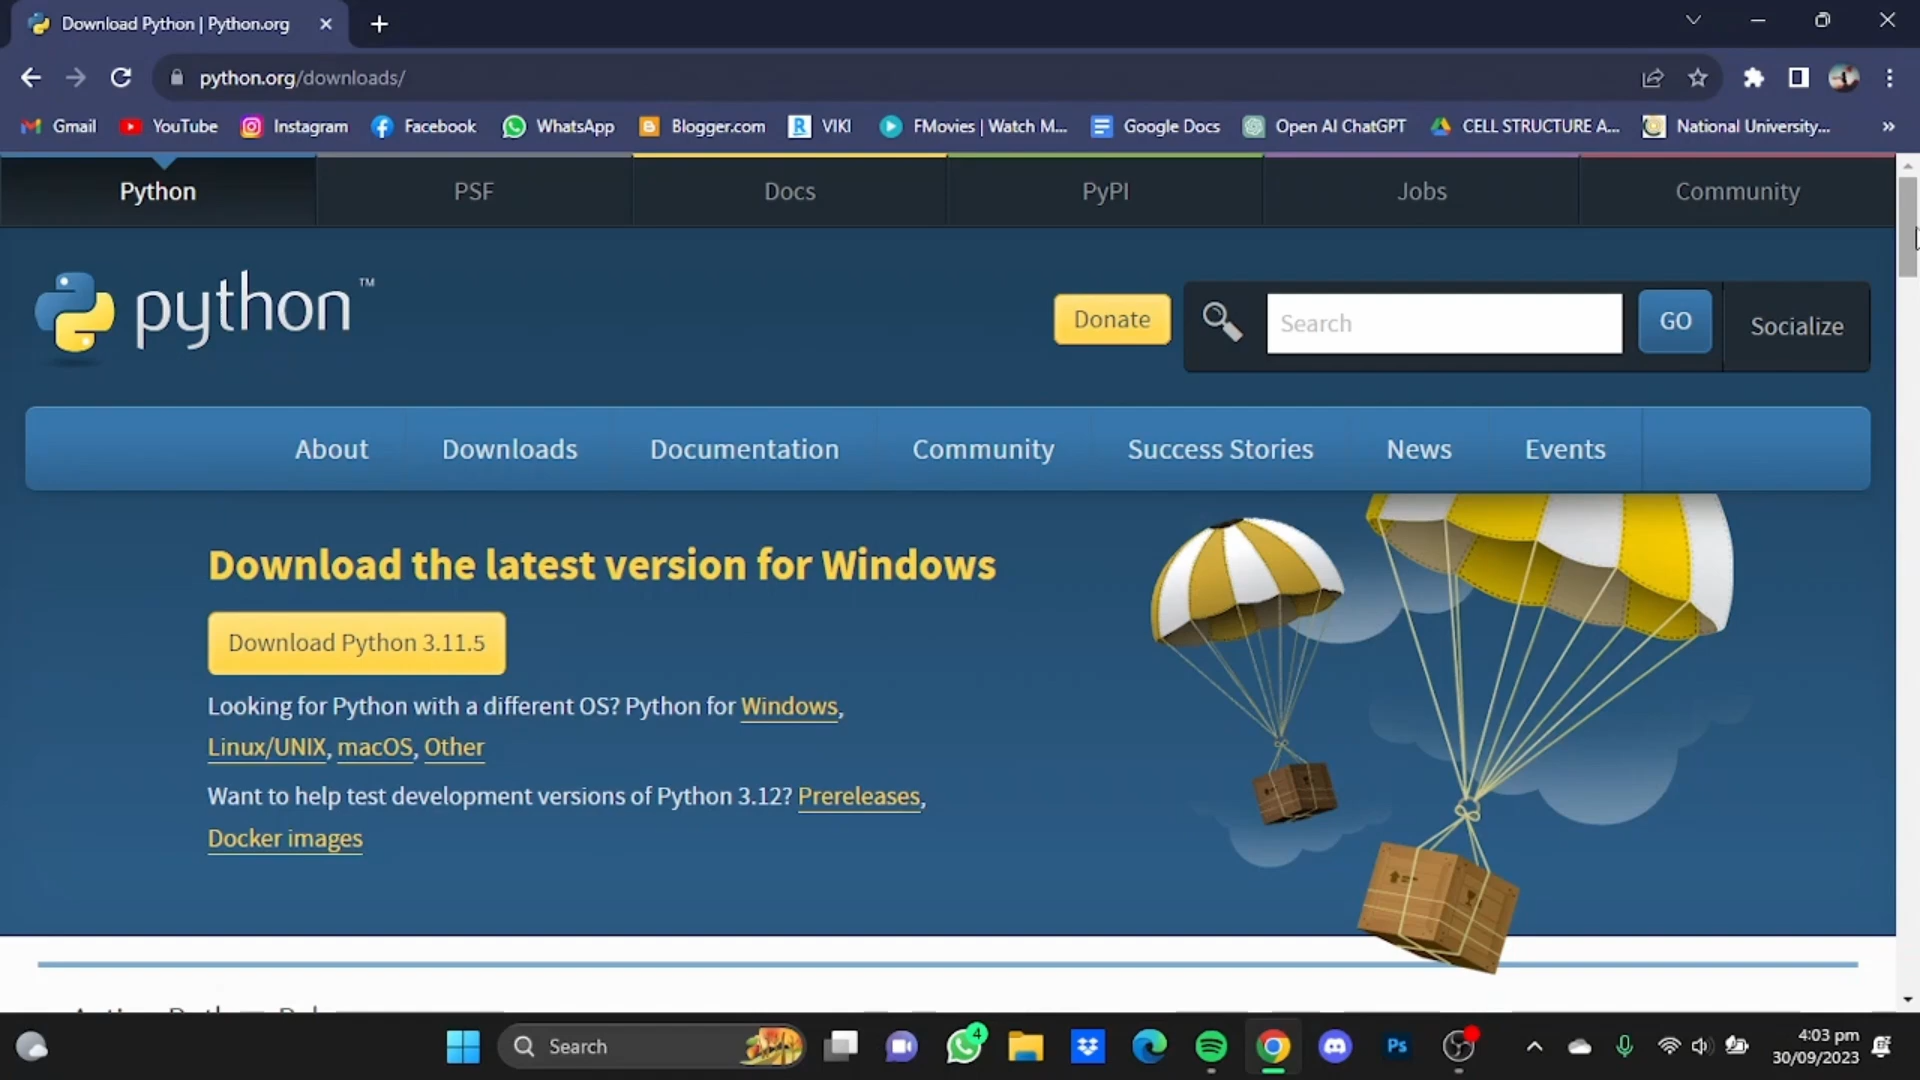 Download Python | Python.org
python.org/downloads/
Gmail YouTube Instagram Facebook WhatsApp Blogger.com VIKI FMovies | Watch M... Google Docs Open AI ChatGPT CELL STRUCTURE A... National University... »
Python PSF Docs PyPI Jobs Community
python™
Donate Search GO Socialize
About Downloads Documentation Community Success Stories News Events
Download the latest version for Windows
Download Python 3.11.5
Looking for Python with a different OS? Python for Windows,
Linux/UNIX, macOS, Other
Want to help test development versions of Python 3.12? Prereleases,
Docker images
Search 4 Ps 4:03 pm
30/09/2023